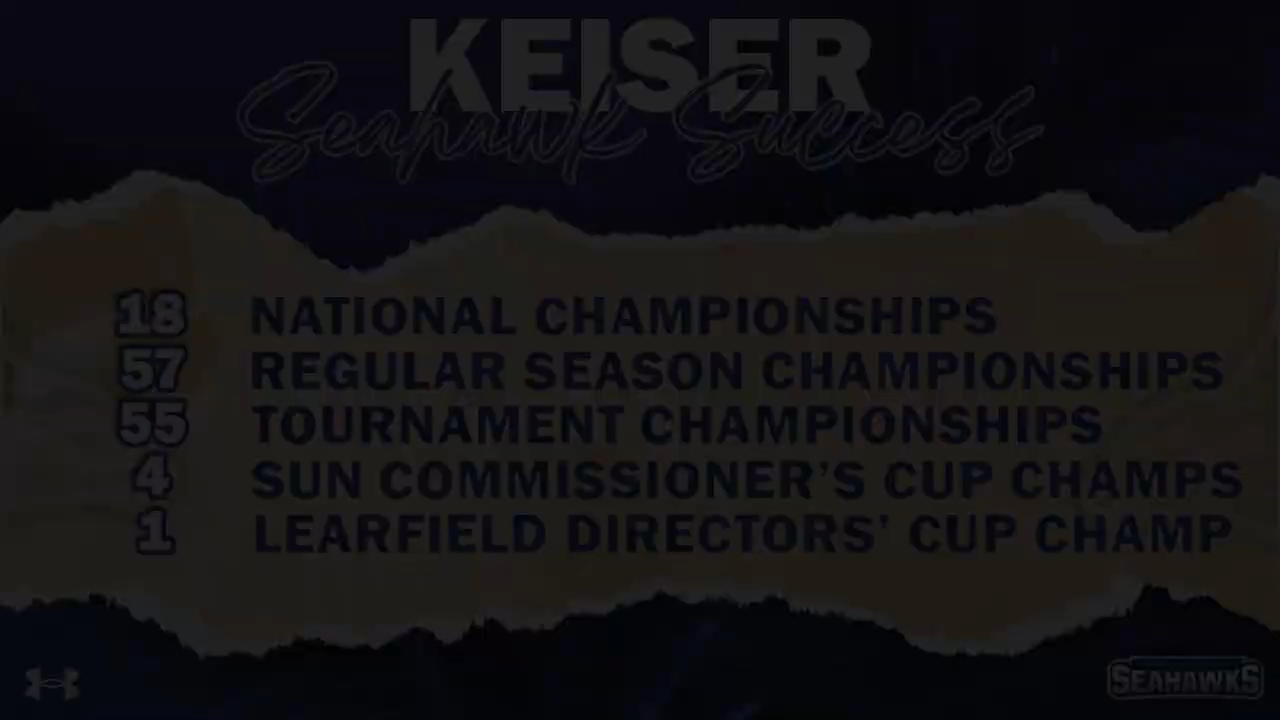 KEISER
Seahawk Success
18 NATIONAL CHAMPIONSHIPS
57 REGULAR SEASON CHAMPIONSHIPS
55 TOURNAMENT CHAMPIONSHIPS
4 SUN COMMISSIONER'S CUP CHAMPS
1 LEARFIELD DIRECTORS' CUP CHAMP
SEAHAWKS